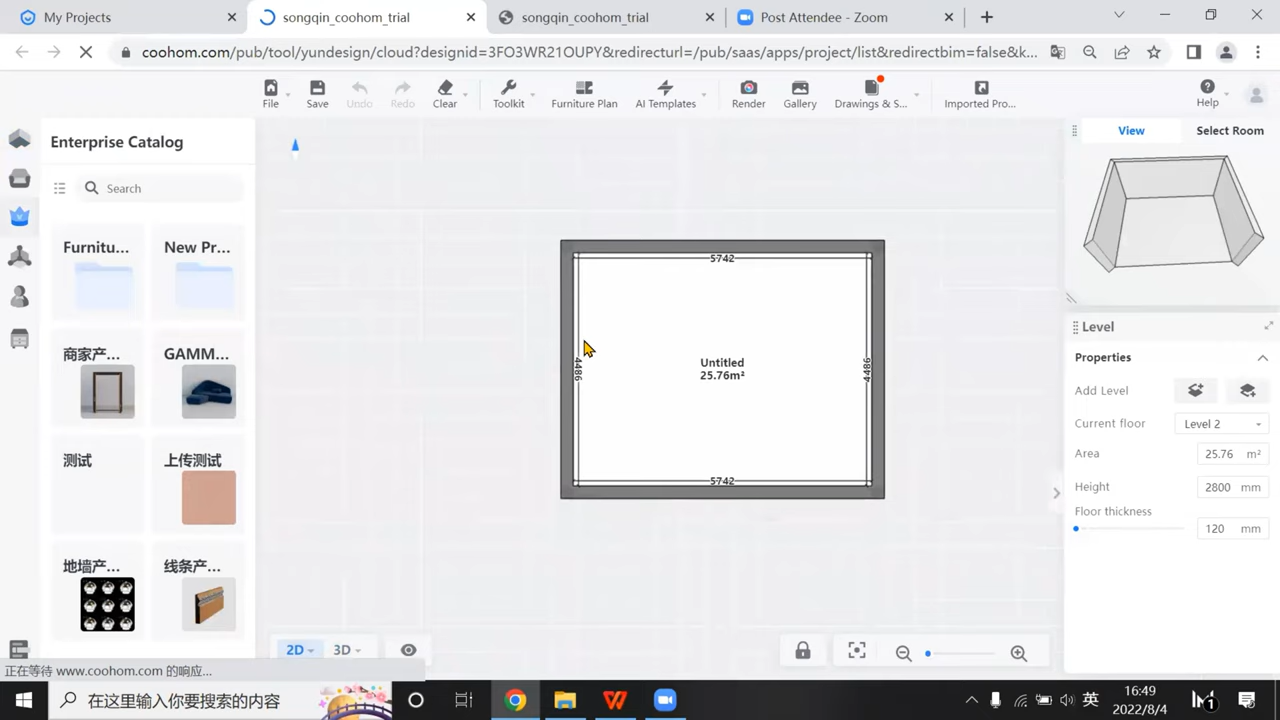 My Projects
songqin_coohom_trial
songqin_coohom_trial
Post Attendee - Zoom
coohom.com/pub/tool/yundesign/cloud?designid=3FO3WR21OUPY&redirecturl=/pub/saas/apps/project/list&redirectbim=false&k...
File
Save
Undo
Redo
Clear
Toolkit
Furniture Plan
AI Templates
Render
Gallery
Drawings & S...
Imported Pro...
Help
Enterprise Catalog
Search
Furnitu...
New Pr...
商家产...
GAMM...
测试
上传测试
地墙产...
线条产...
5742
4486
Untitled
25.76m²
4486
5742
View
Select Room
Level
Properties
Add Level
Current floor
Level 2
Area
25.76 m²
Height
2800 mm
Floor thickness
120 mm
2D
3D
正在等待 www.coohom.com 的响应...
在这里输入你要搜索的内容
英
16:49
2022/8/4
1